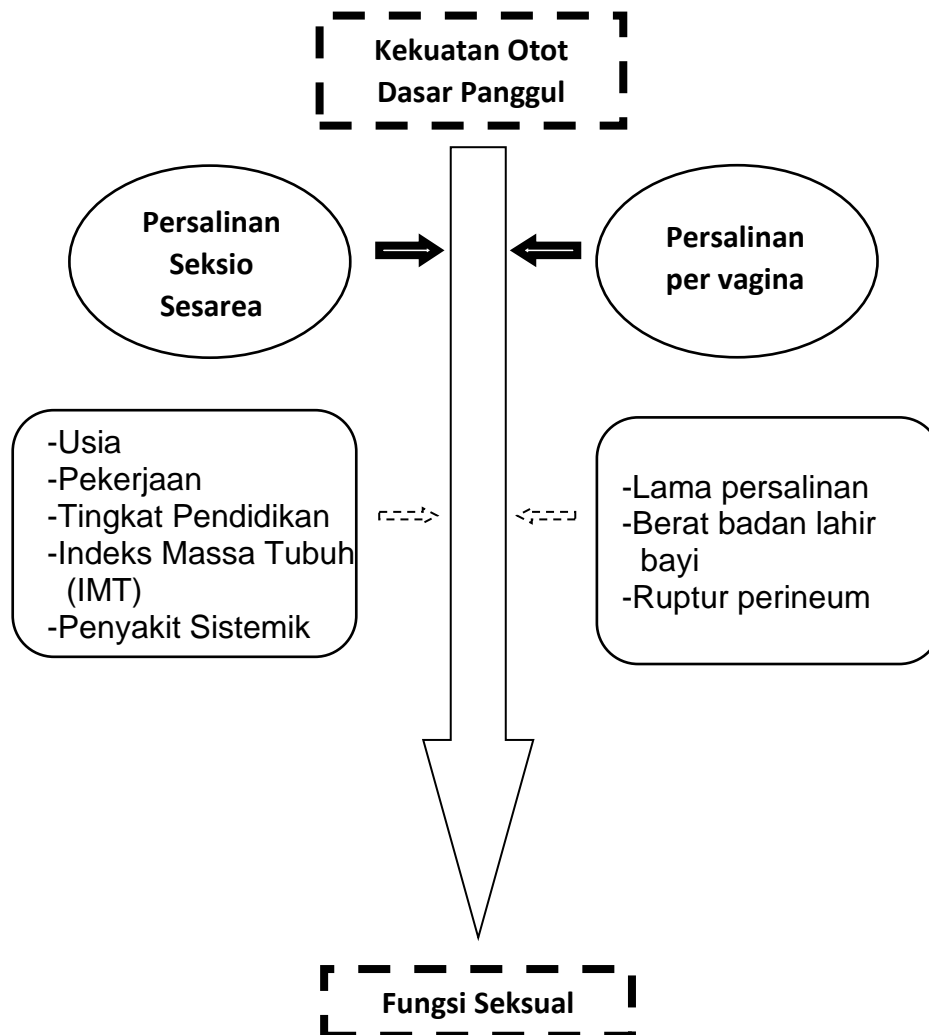 Kekuatan Otot
Dasar Panggul
Persalinan
Seksio
Sesarea
Persalinan
per vagina
-Usia
-Pekerjaan
-Tingkat Pendidikan
-Indeks Massa Tubuh
(IMT)
-Penyakit Sistemik
-Lama persalinan
-Berat badan lahir
bayi
-Ruptur perineum
Fungsi Seksual